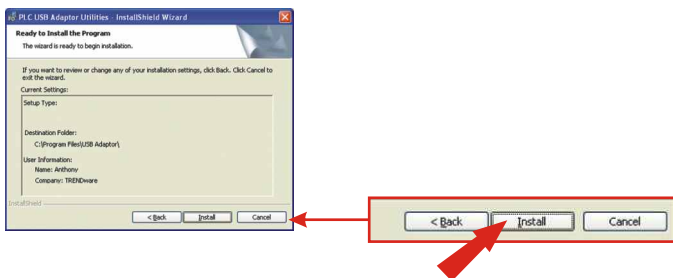 PLC USB Adaptor Utilities - InstallShield Wizard
Ready to Install the Program
The wizard is ready to begin installation.
If you want to review or change any of your installation settings, click Back. Click Cancel to
exit the wizard.
Current Settings:
Setup Type:
Destination Folder:
C:\Program Files\USB Adaptor\
User Information:
Name: Anthony
Company: TRENDware
InstallShield
< Back
Install
Cancel
< Back
Install
Cancel